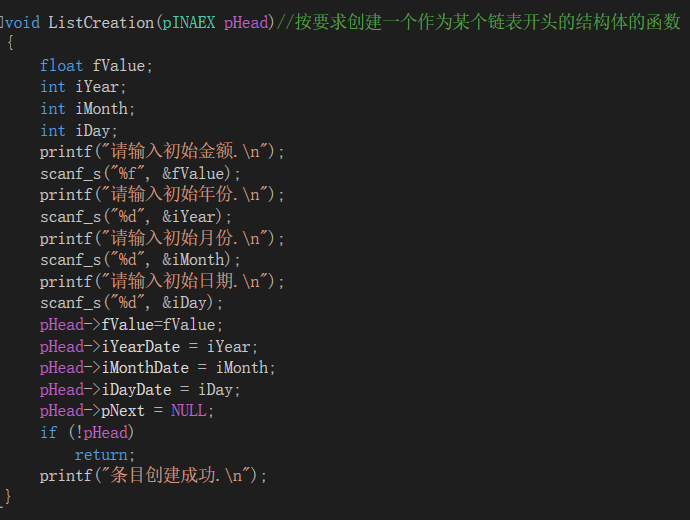 void ListCreation(pINAEX pHead)//按要求创建一个作为某个链表开头的结构体的函数
{
float fValue;
int iYear;
int iMonth;
int iDay;
printf("请输入初始金额.\n");
scanf_s("%f", &fValue);
printf("请输入初始年份.\n");
scanf_s("%d", &iYear);
printf("请输入初始月份.\n");
scanf_s("%d", &iMonth);
printf("请输入初始日期.\n");
scanf_s("%d", &iDay);
pHead->fValue=fValue;
pHead->iYearDate = iYear;
pHead->iMonthDate = iMonth;
pHead->iDayDate = iDay;
pHead->pNext = NULL;
if (!pHead)
return;
printf("条目创建成功.\n");
}